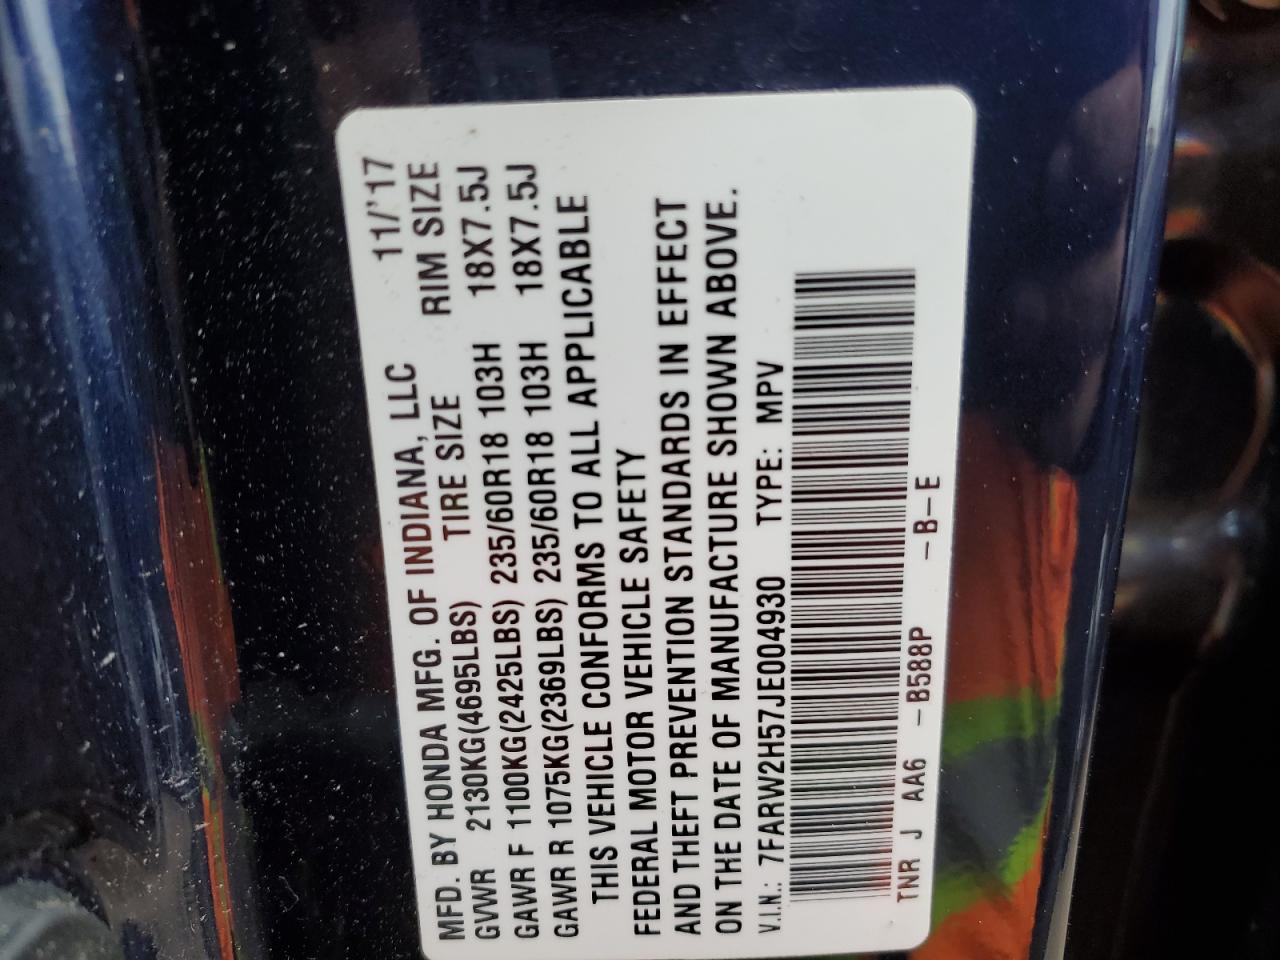 MFD. BY HONDA MFG. OF INDIANA, LLC 11/'17
TIRE SIZE RIM SIZE
GVWR 2130KG(4695LBS)
GAWR F 1100KG(2425LBS) 235/60R18 103H 18X7.5J
GAWR R 1075KG(2369LBS) 235/60R18 103H 18X7.5J
THIS VEHICLE CONFORMS TO ALL APPLICABLE
FEDERAL MOTOR VEHICLE SAFETY
AND THEFT PREVENTION STANDARDS IN EFFECT
ON THE DATE OF MANUFACTURE SHOWN ABOVE.
V.I.N.: 7FARW2H57JE004930 TYPE: MPV
TNR J AA6 -B588P -B-E